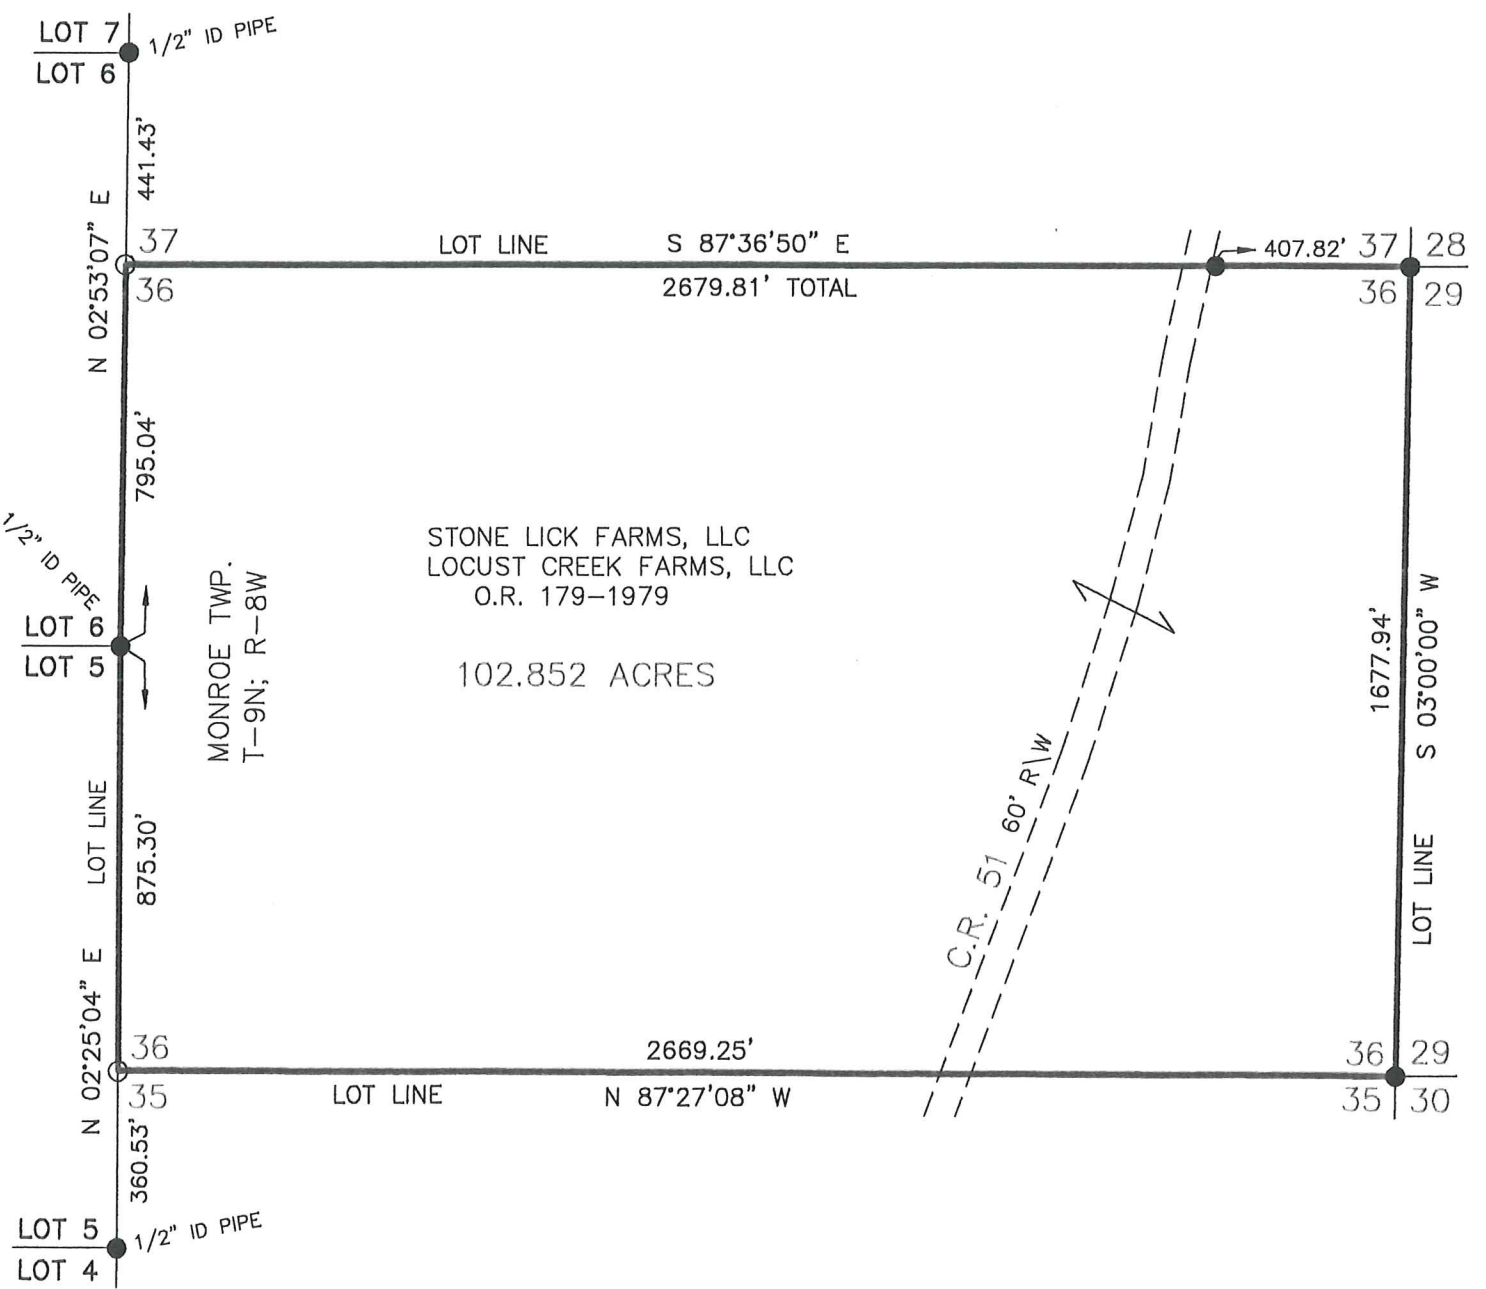 LOT 7
LOT 6
1/2" ID PIPE
441.43'
N 02°53'07" E
37
36
LOT LINE
S 87°36'50" E
2679.81' TOTAL
407.82'
37
28
36
29
795.04'
1/2" ID PIPE
LOT 6
LOT 5
MONROE TWP.
T-9N; R-8W
STONE LICK FARMS, LLC
LOCUST CREEK FARMS, LLC
O.R. 179-1979
102.852 ACRES
C.R. 51 60' R\W
1677.94'
S 03°00'00" W
LOT LINE
LOT LINE
875.30'
N 02°25'04" E
36
35
2669.25'
LOT LINE
N 87°27'08" W
36
29
35
30
360.53'
LOT 5
LOT 4
1/2" ID PIPE